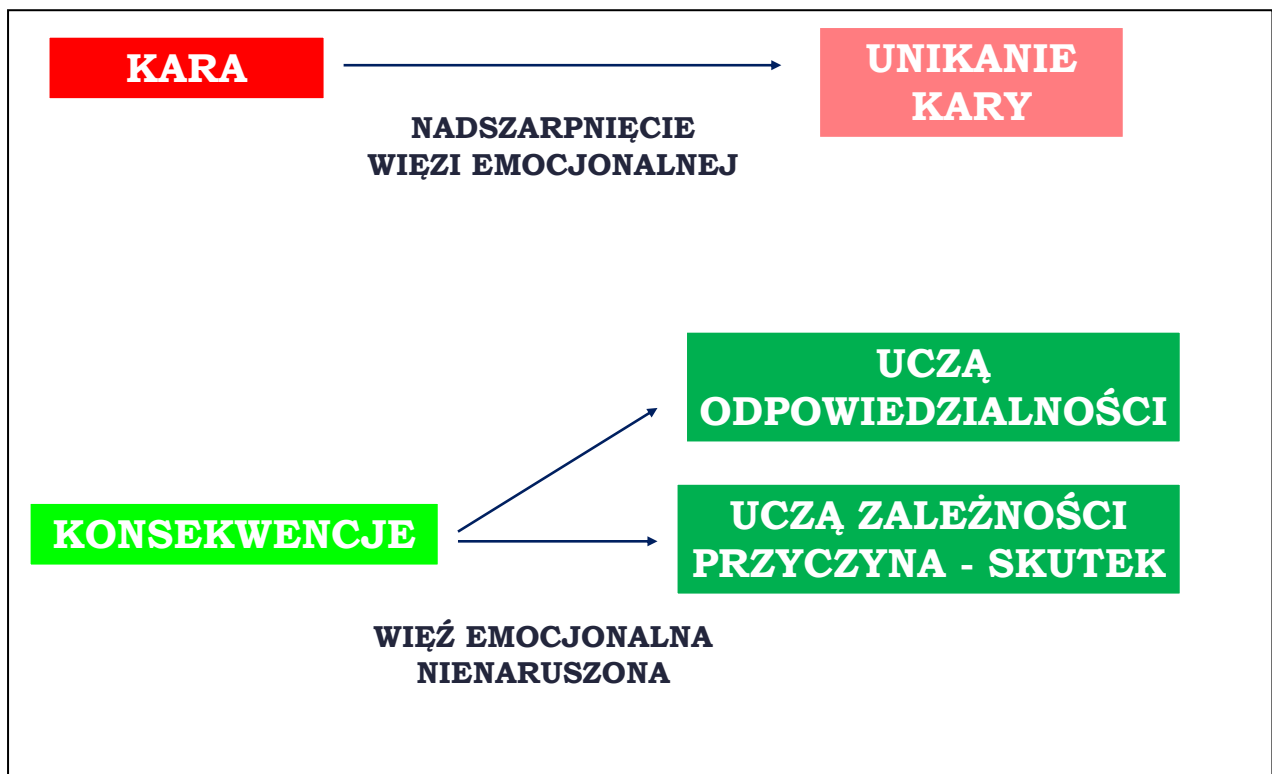 KARA
UNIKANIE
KARY
NADSZARPNIĘCIE
WIĘZI EMOCJONALNEJ
UCZĄ
ODPOWIEDZIALNOŚCI
KONSEKWENCJE
UCZĄ ZALEŻNOŚCI
PRZYCZYNA - SKUTEK
WIĘŹ EMOCJONALNA
NIENARUSZONA